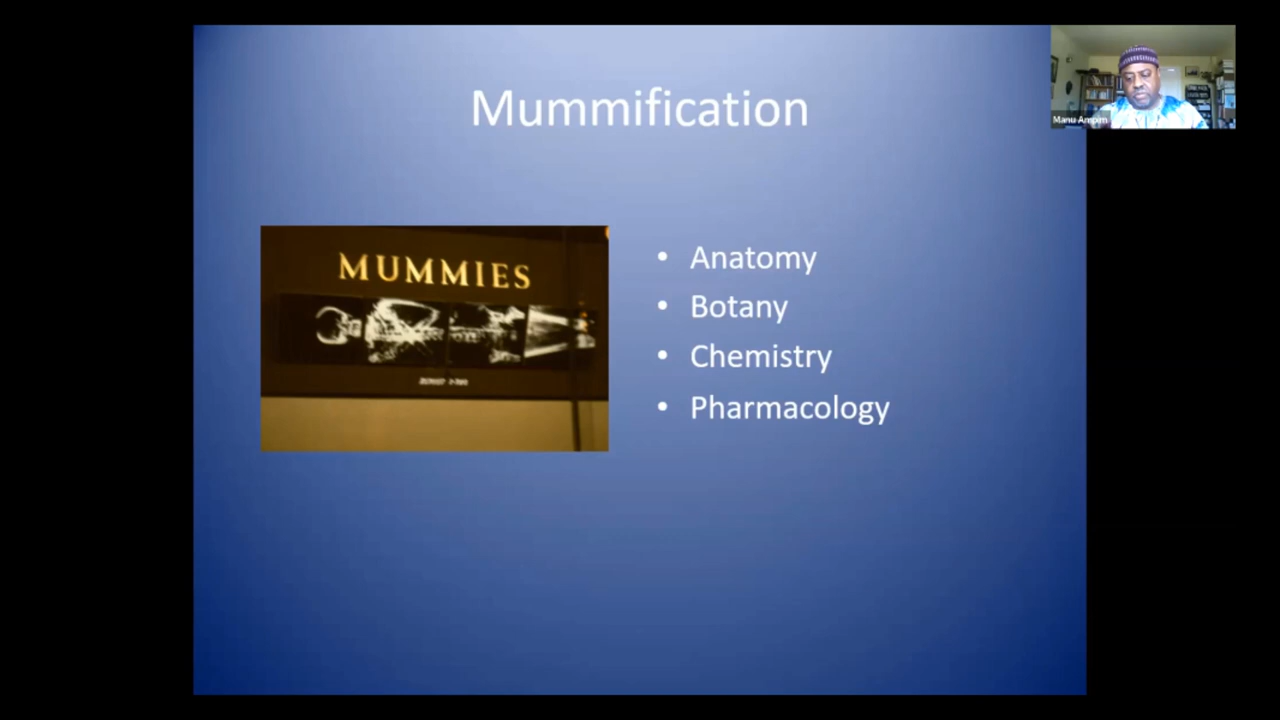 Mummification
MUMMIES
• Anatomy
• Botany
• Chemistry
• Pharmacology
Manu Ampim